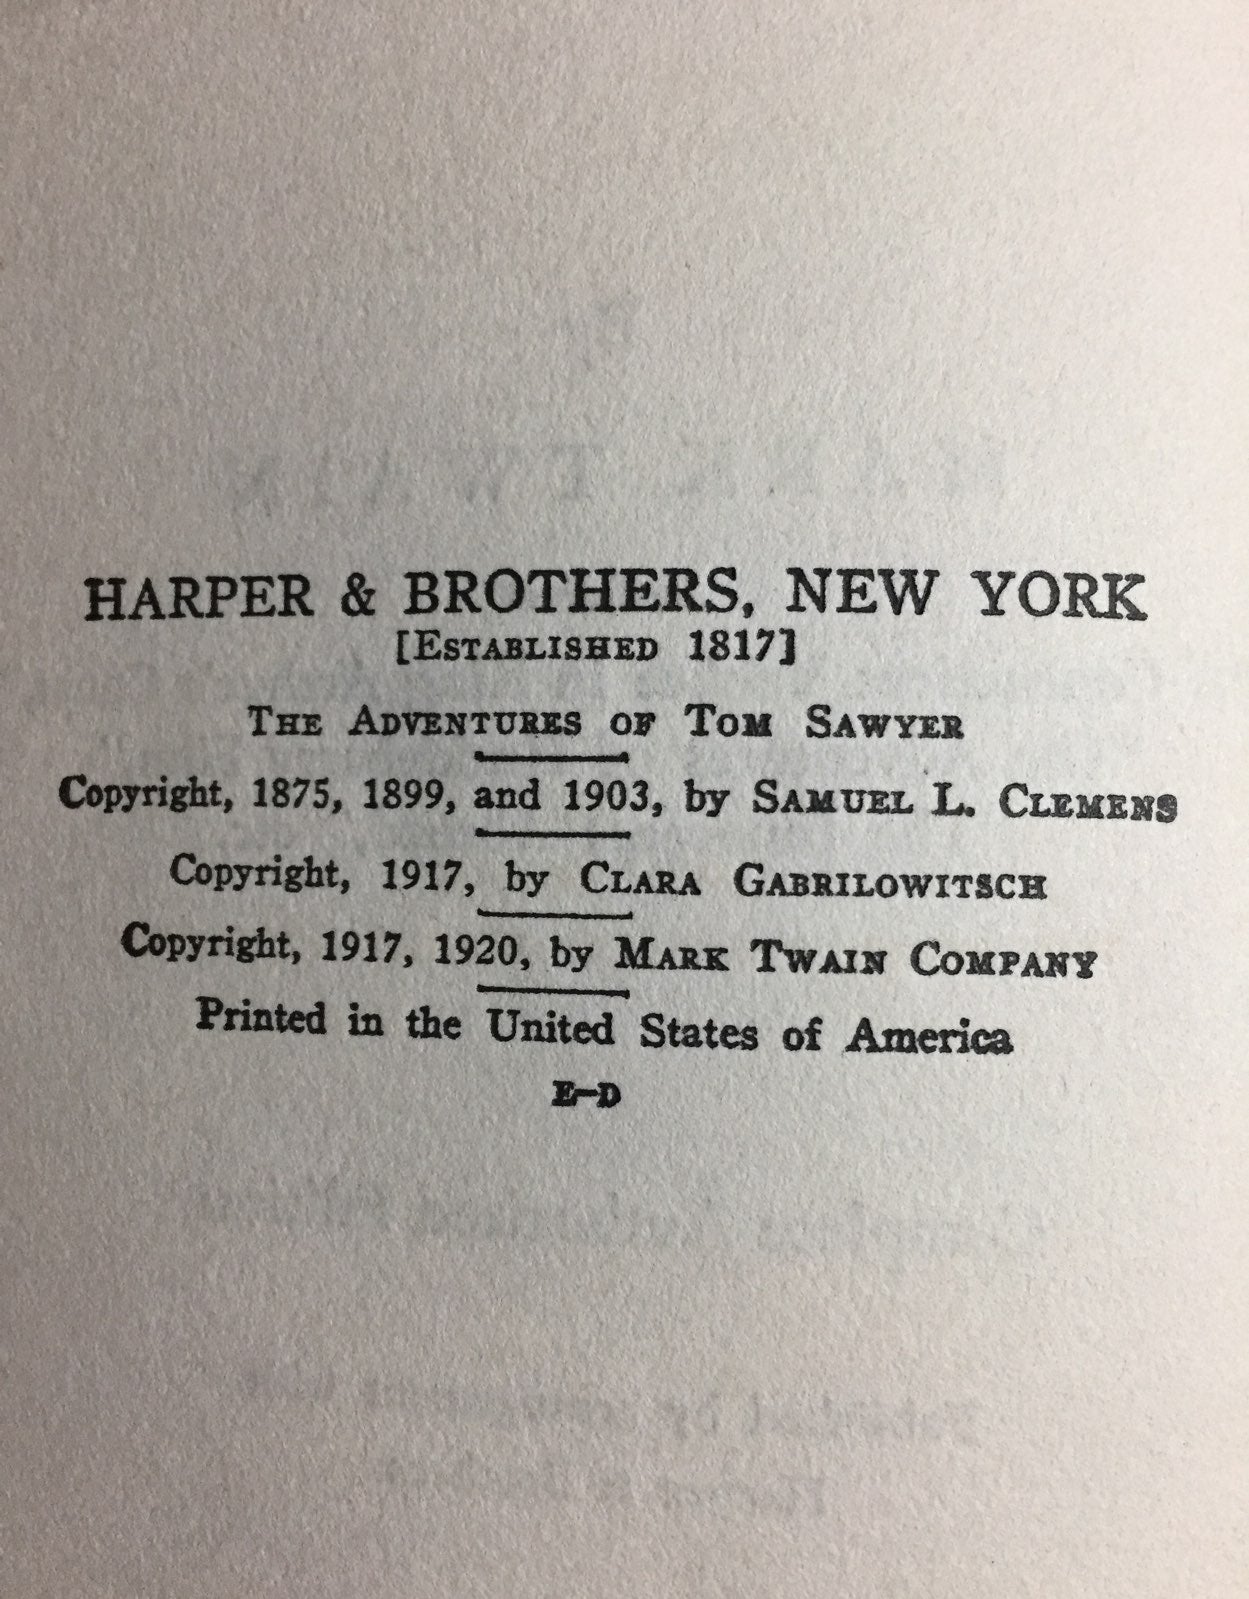 HARPER & BROTHERS, NEW YORK
[ESTABLISHED 1817]
THE ADVENTURES OF TOM SAWYER
Copyright, 1875, 1899, and 1903, by SAMUEL L. CLEMENS
Copyright, 1917, by CLARA GABRILOWITSCH
Copyright, 1917, 1920, by MARK TWAIN COMPANY
Printed in the United States of America
E–D